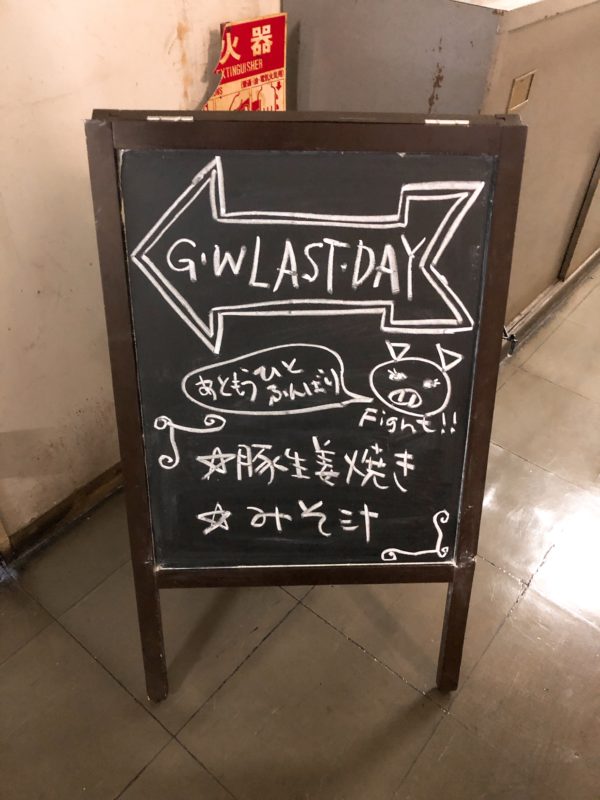 火器
EXTINGUISHER
G.W LAST.DAY
あともうひと
ふんばり
Fight!!
☆豚生姜焼き
☆みそ汁